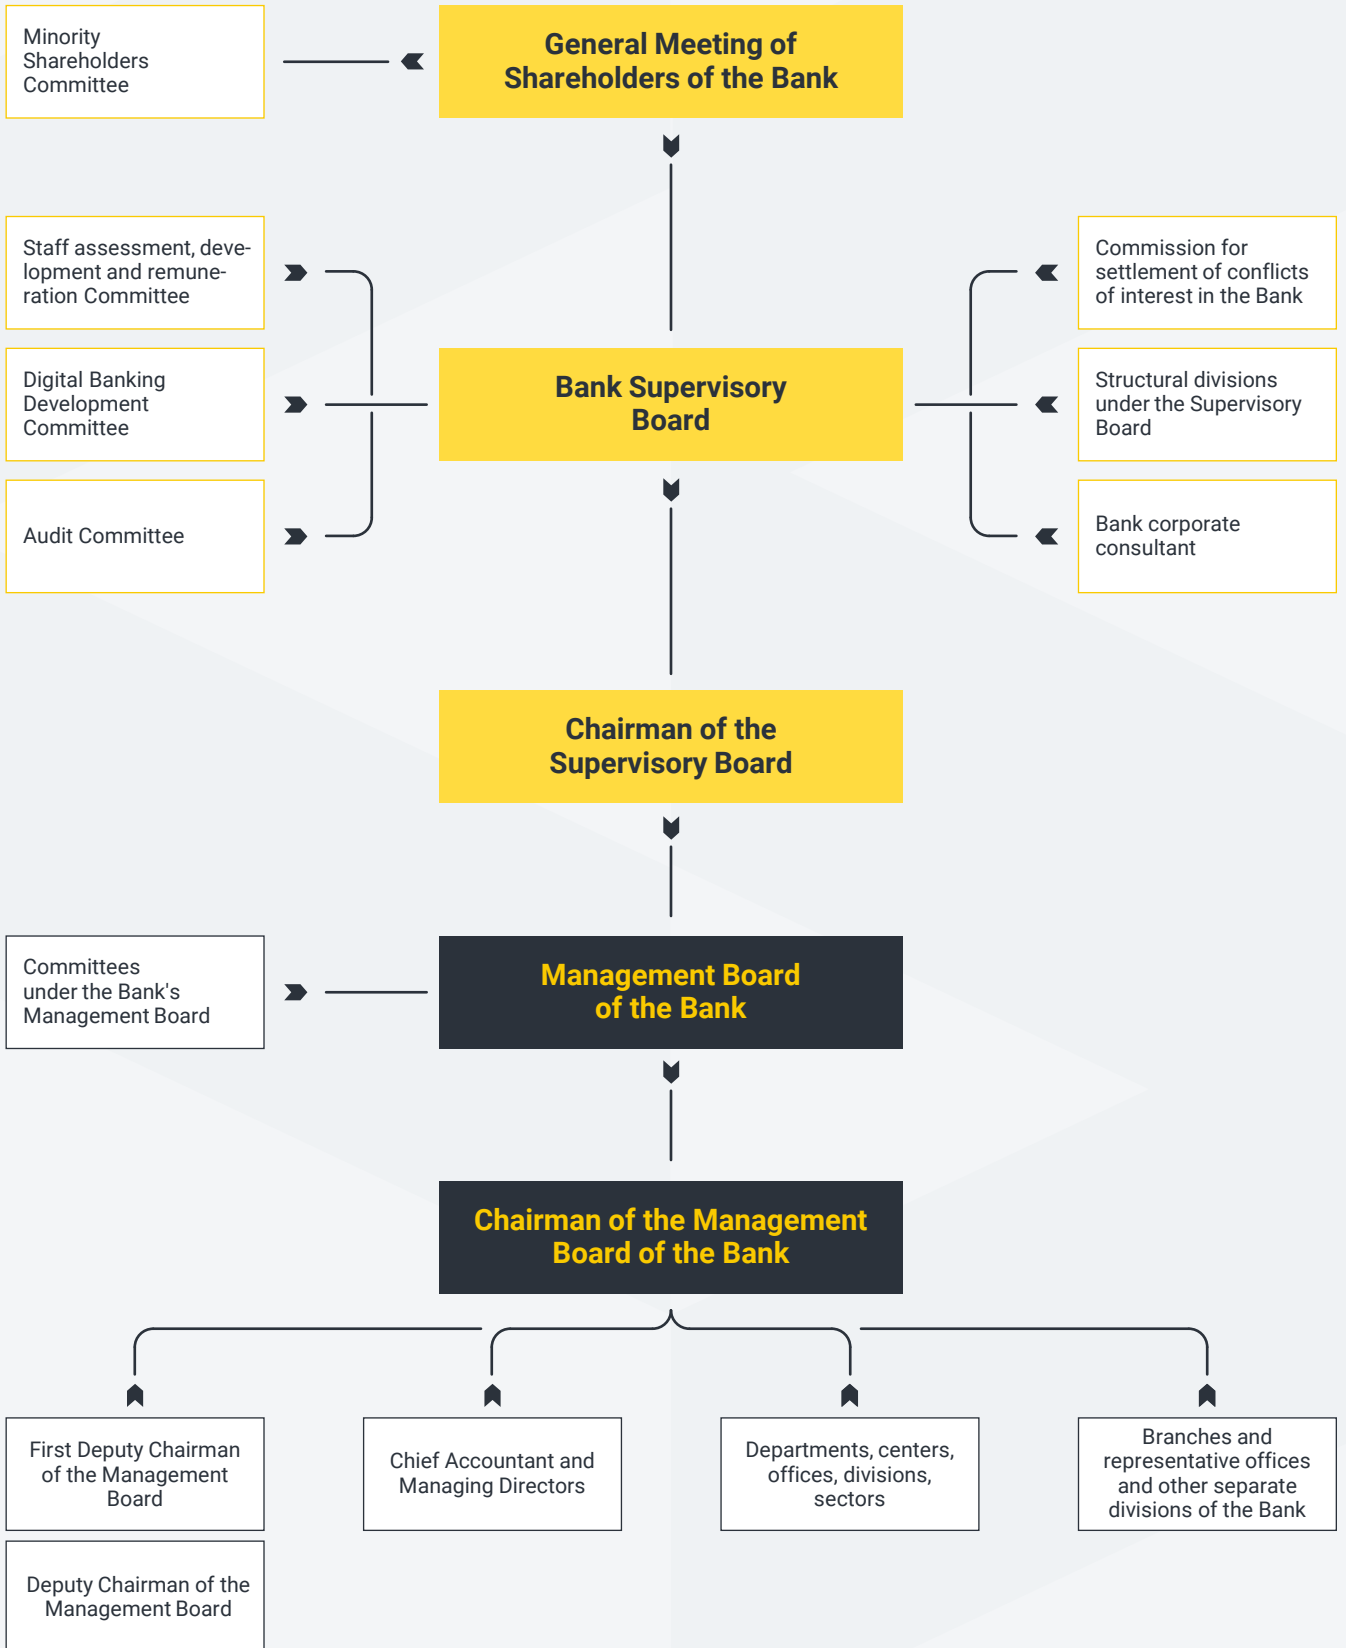 Minority
Shareholders
Committee
General Meeting of
Shareholders of the Bank
Staff assessment, deve-
lopment and remune-
ration Committee
Commission for
settlement of conflicts
of interest in the Bank
Digital Banking
Development
Committee
Bank Supervisory
Board
Structural divisions
under the Supervisory
Board
Audit Committee
Bank corporate
consultant
Chairman of the
Supervisory Board
Committees
under the Bank's
Management Board
Management Board
of the Bank
Chairman of the Management
Board of the Bank
First Deputy Chairman
of the Management
Board
Chief Accountant and
Managing Directors
Departments, centers,
offices, divisions,
sectors
Branches and
representative offices
and other separate
divisions of the Bank
Deputy Chairman of the
Management Board